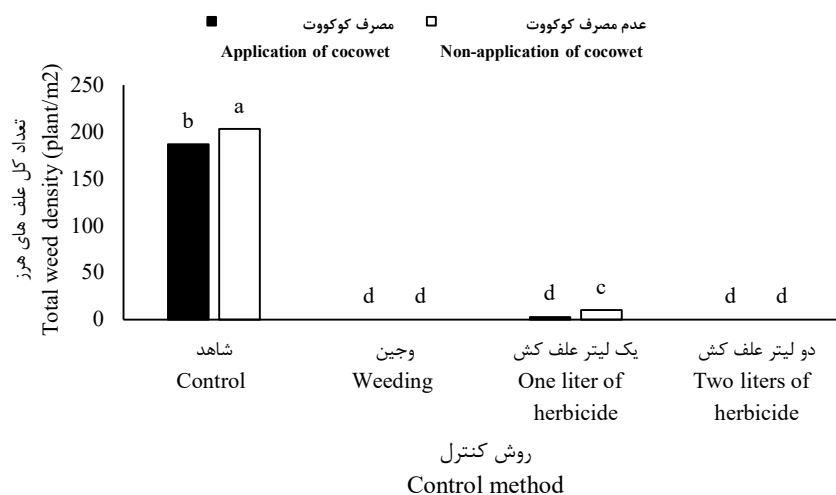 مصرف کوکووت
عدم مصرف کوکووت
Application of cocowet
Non-application of cocowet
تعداد کل علف های هرز
Total weed density (plant/m2)
250
200
150
100
50
0
b
a
d
d
d
c
d
d
شاهد
وجین
یک لیتر علف کش
دو لیتر علف کش
Control
Weeding
One liter of
herbicide
Two liters of
herbicide
روش کنترل
Control method